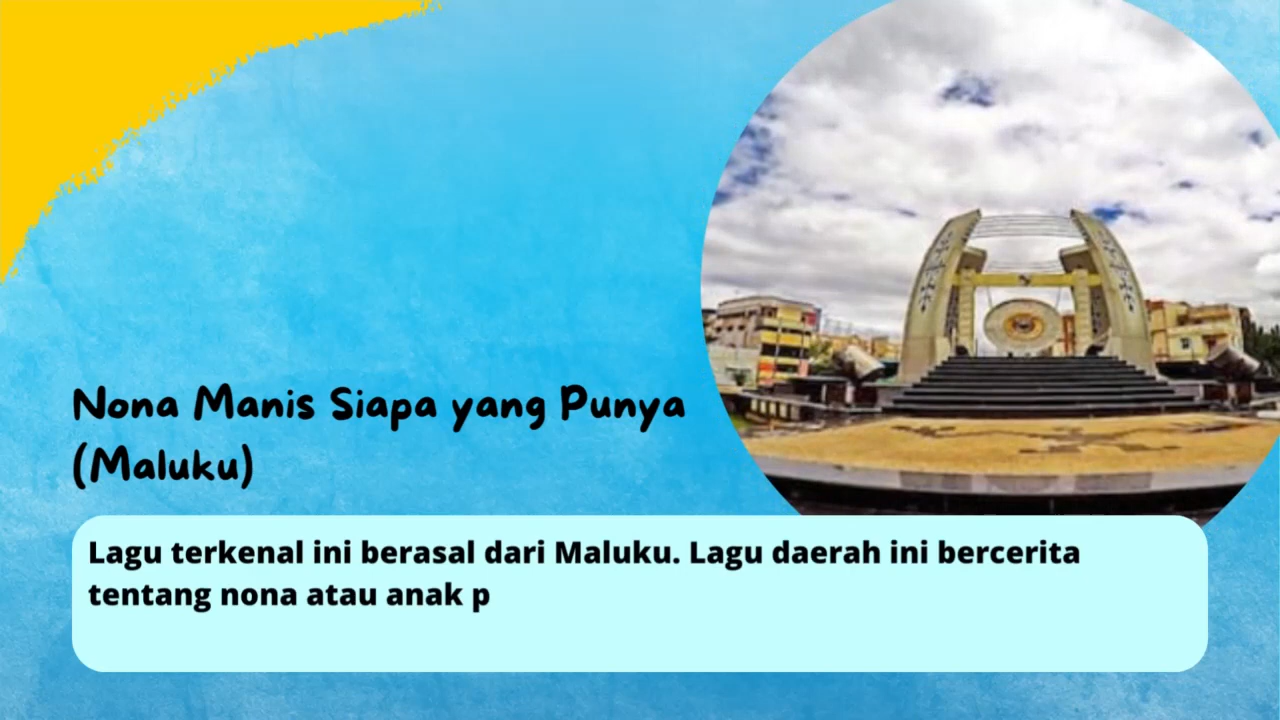 Nona Manis Siapa yang Punya
(Maluku)
Lagu terkenal ini berasal dari Maluku. Lagu daerah ini bercerita
tentang nona atau anak p